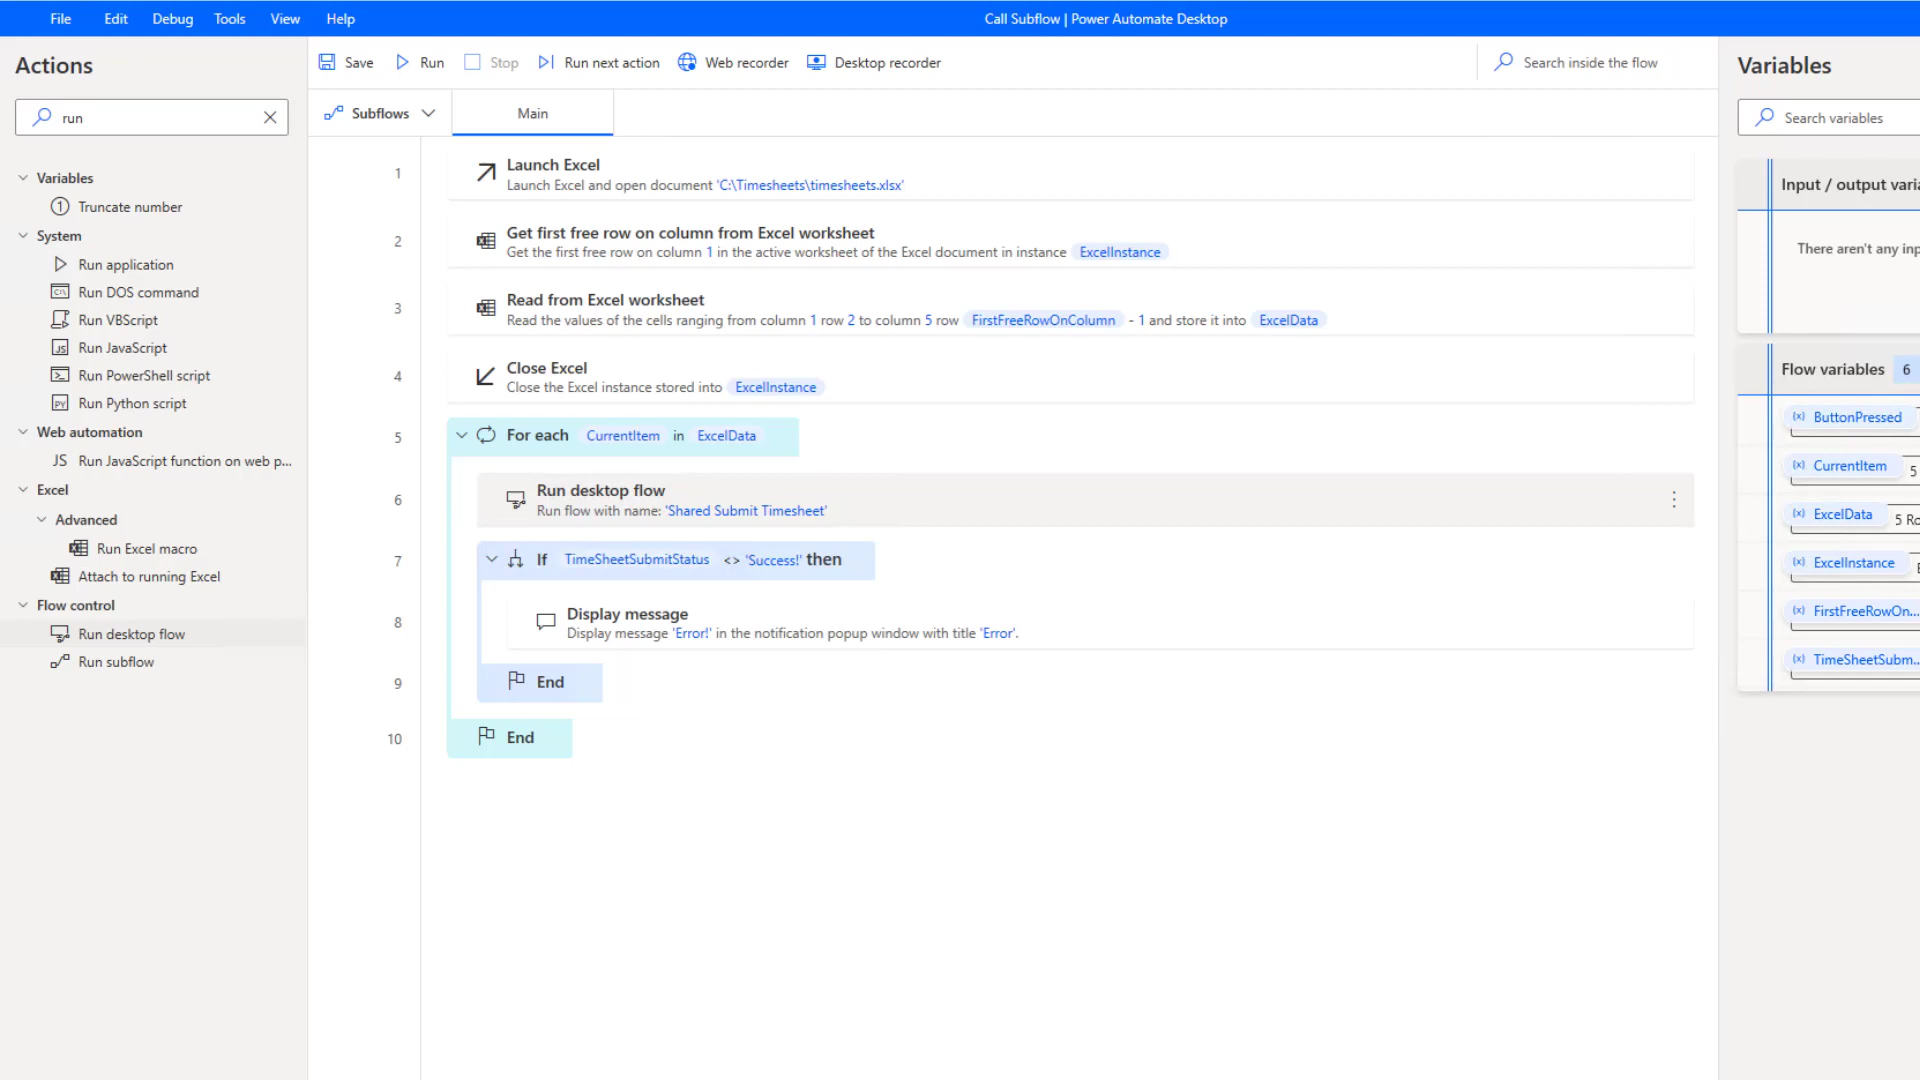 File Edit Debug Tools View Help
Call Subflow | Power Automate Desktop
Actions
run
Variables
Truncate number
System
Run application
Run DOS command
Run VBScript
Run JavaScript
Run PowerShell script
Run Python script
Web automation
JS Run JavaScript function on web p...
Excel
Advanced
Run Excel macro
Attach to running Excel
Flow control
Run desktop flow
Run subflow
Save Run Stop Run next action Web recorder Desktop recorder
Search inside the flow
Subflows Main
1 Launch Excel
Launch Excel and open document 'C:\Timesheets\timesheets.xlsx'
2 Get first free row on column from Excel worksheet
Get the first free row on column 1 in the active worksheet of the Excel document in instance ExcelInstance
3 Read from Excel worksheet
Read the values of the cells ranging from column 1 row 2 to column 5 row FirstFreeRowOnColumn - 1 and store it into ExcelData
4 Close Excel
Close the Excel instance stored into ExcelInstance
5 For each CurrentItem in ExcelData
6 Run desktop flow
Run flow with name: 'Shared Submit Timesheet'
7 If TimeSheetSubmitStatus <> 'Success!' then
8 Display message
Display message 'Error!' in the notification popup window with title 'Error'.
9 End
10 End
Variables
Search variables
Input / output varia
There aren't any inp
Flow variables 6
(x) ButtonPressed
(x) CurrentItem 5
(x) ExcelData 5 Ro
(x) ExcelInstance
(x) FirstFreeRowOn...
(x) TimeSheetSubm...